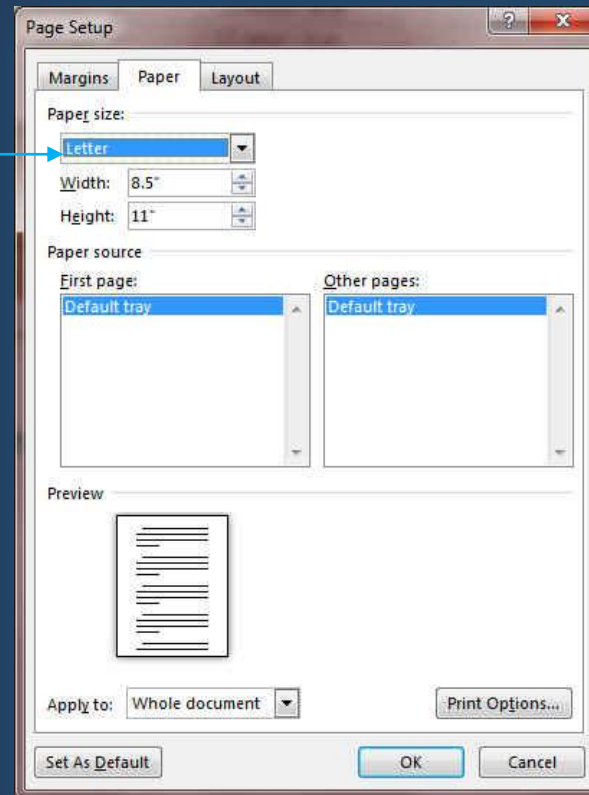 Page Setup
Margins Paper Layout
Paper size:
Letter
Width: 8.5"
Height: 11"
Paper source
First page: Other pages:
Default tray Default tray
Preview
Apply to: Whole document Print Options...
Set As Default OK Cancel